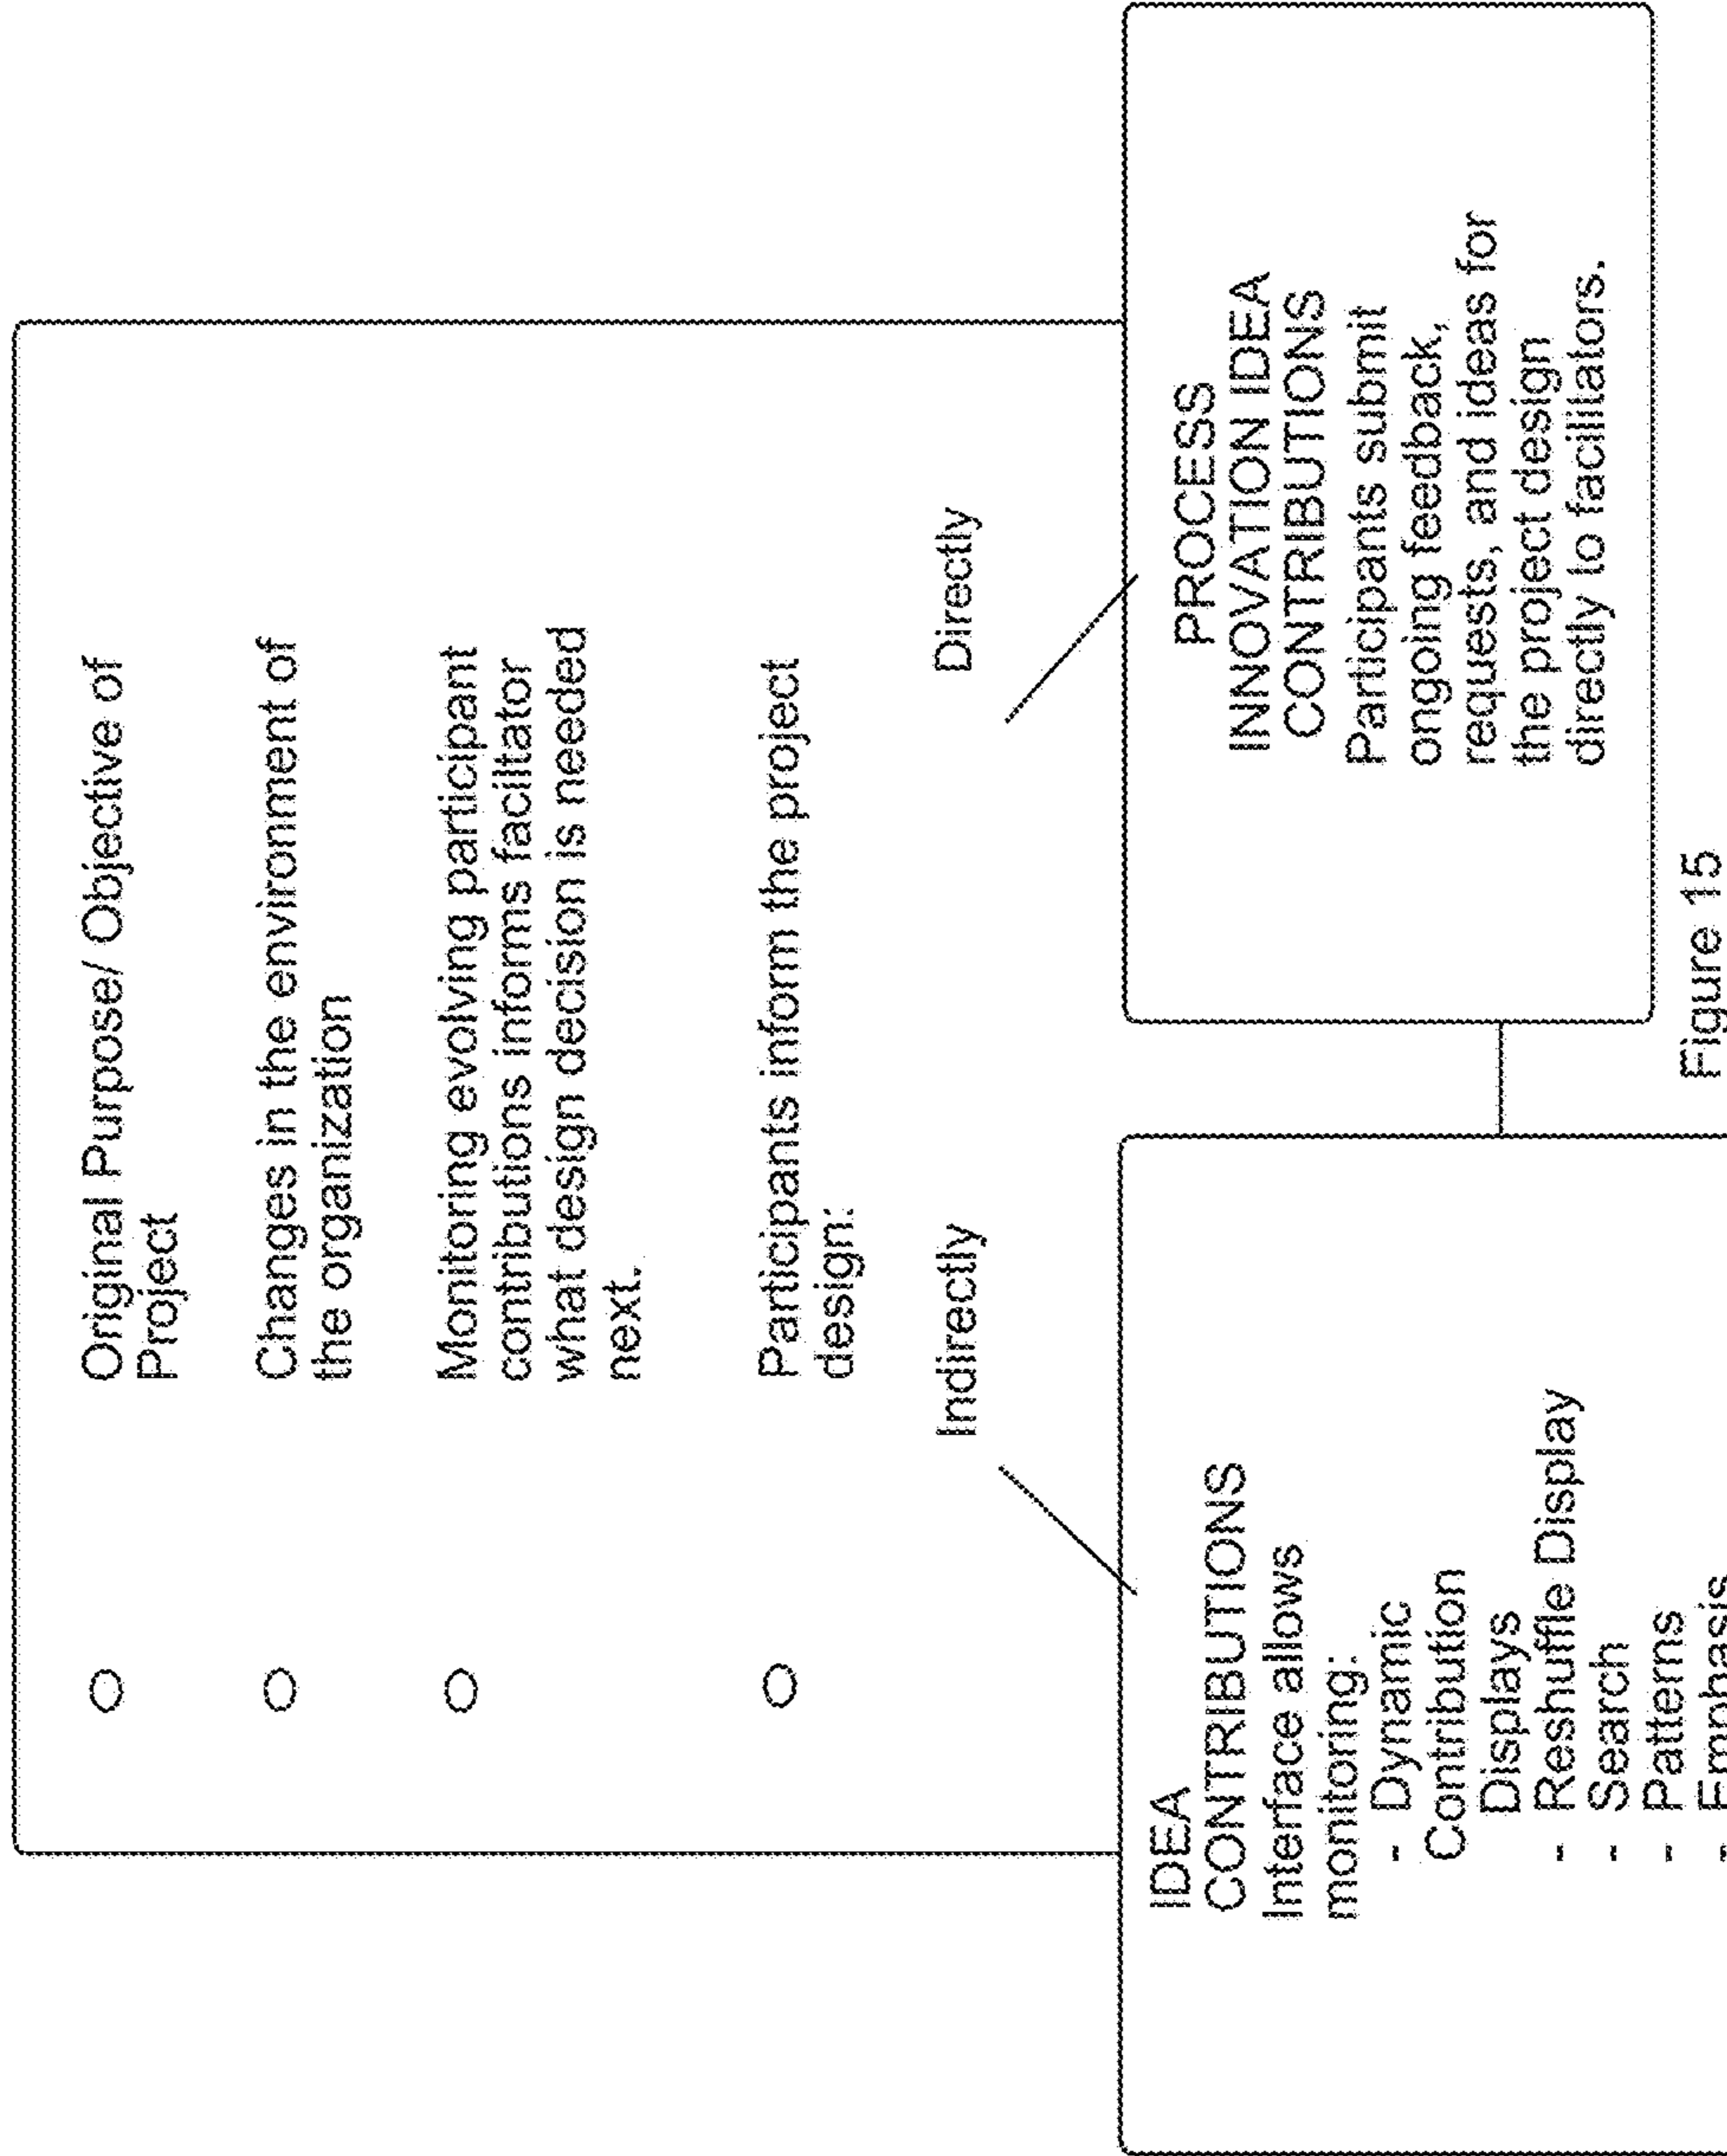 Original Purpose/ Objective of
Project
Changes in the environment of
the organization
Monitoring evolving participant
contributions informs facilitator
what design decision is needed
next.
Participants inform the project
design:
Indirectly
Directly
IDEA
CONTRIBUTIONS
Interface allows
monitoring:
- Dynamic
Contribution
Displays
- Reshuffle Display
- Search
- Patterns
- Emphasis
PROCESS
INNOVATION IDEA
CONTRIBUTIONS
Participants submit
ongoing feedback,
requests, and ideas for
the project design
directly to facilitators.
Figure 15